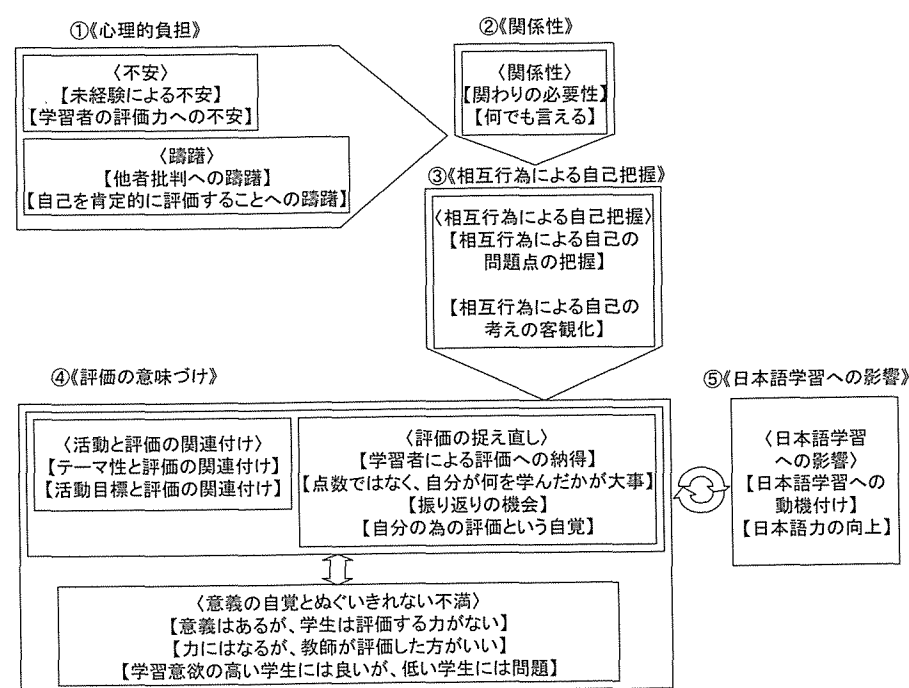 ①《心理的負担》
〈不安〉
【未経験による不安】
【学習者の評価力への不安】
〈躊躇〉
【他者批判への躊躇】
【自己を肯定的に評価することへの躊躇】
②《関係性》
〈関係性〉
【関わりの必要性】
【何でも言える】
③《相互行為による自己把握》
〈相互行為による自己把握〉
【相互行為による自己の
問題点の把握】
【相互行為による自己の
考えの客観化】
④《評価の意味づけ》
〈活動と評価の関連付け〉
【テーマ性と評価の関連付け】
【活動目標と評価の関連付け】
〈評価の捉え直し〉
【学習者による評価への納得】
【点数ではなく、自分が何を学んだかが大事】
【振り返りの機会】
【自分の為の評価という自覚】
〈意義の自覚とぬぐいきれない不満〉
【意義はあるが、学生は評価する力がない】
【力にはなるが、教師が評価した方がいい】
【学習意欲の高い学生には良いが、低い学生には問題】
⑤《日本語学習への影響》
〈日本語学習
への影響〉
【日本語学習への
動機付け】
【日本語力の向上】